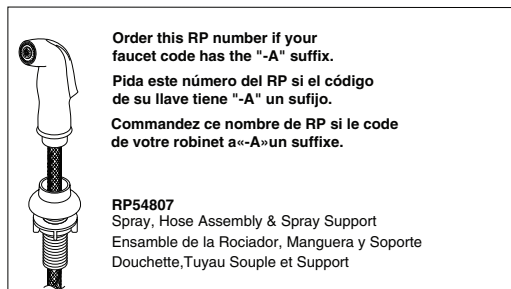 Order this RP number if your
faucet code has the "-A" suffix.
Pida este número del RP si el código
de su llave tiene "-A" un sufijo.
Commandez ce nombre de RP si le code
de votre robinet a«-A»un suffixe.
RP54807
Spray, Hose Assembly & Spray Support
Ensamble de la Rociador, Manguera y Soporte
Douchette,Tuyau Souple et Support